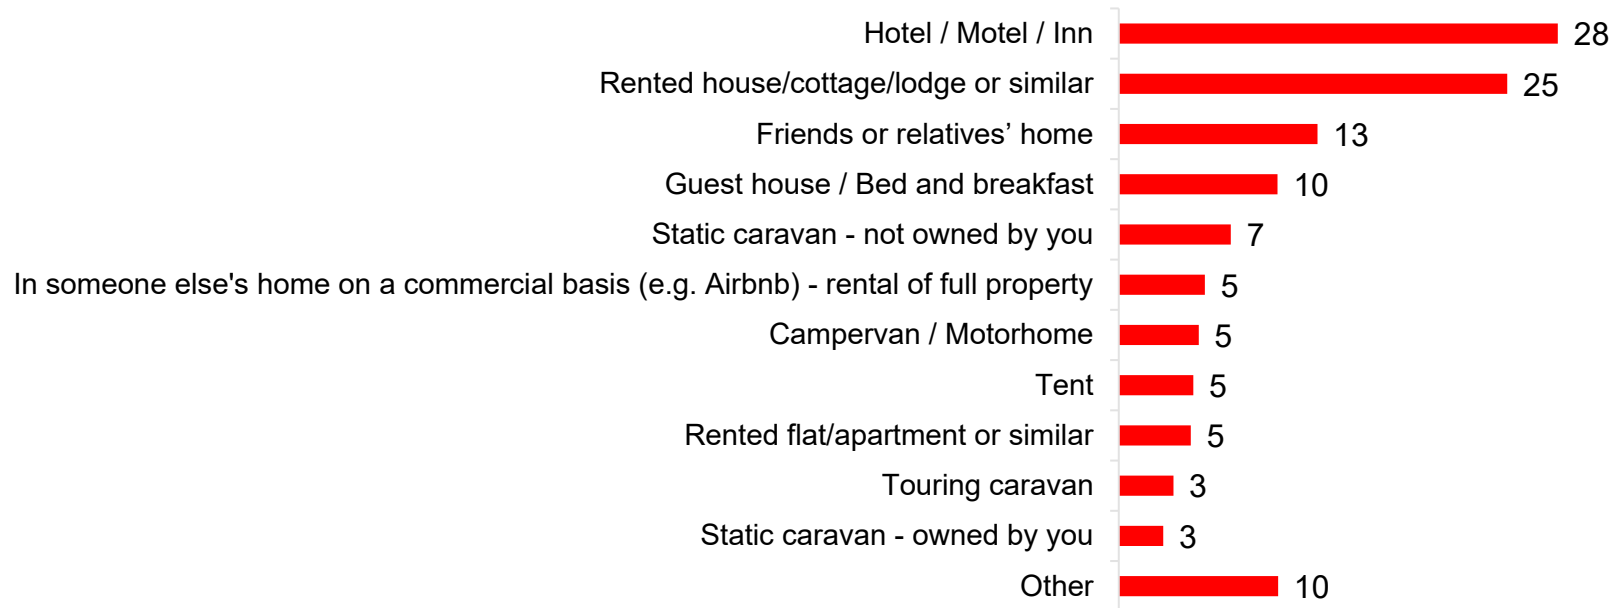 Hotel / Motel / Inn 28
Rented house/cottage/lodge or similar 25
Friends or relatives’ home 13
Guest house / Bed and breakfast 10
Static caravan - not owned by you 7
In someone else's home on a commercial basis (e.g. Airbnb) - rental of full property 5
Campervan / Motorhome 5
Tent 5
Rented flat/apartment or similar 5
Touring caravan 3
Static caravan - owned by you 3
Other 10